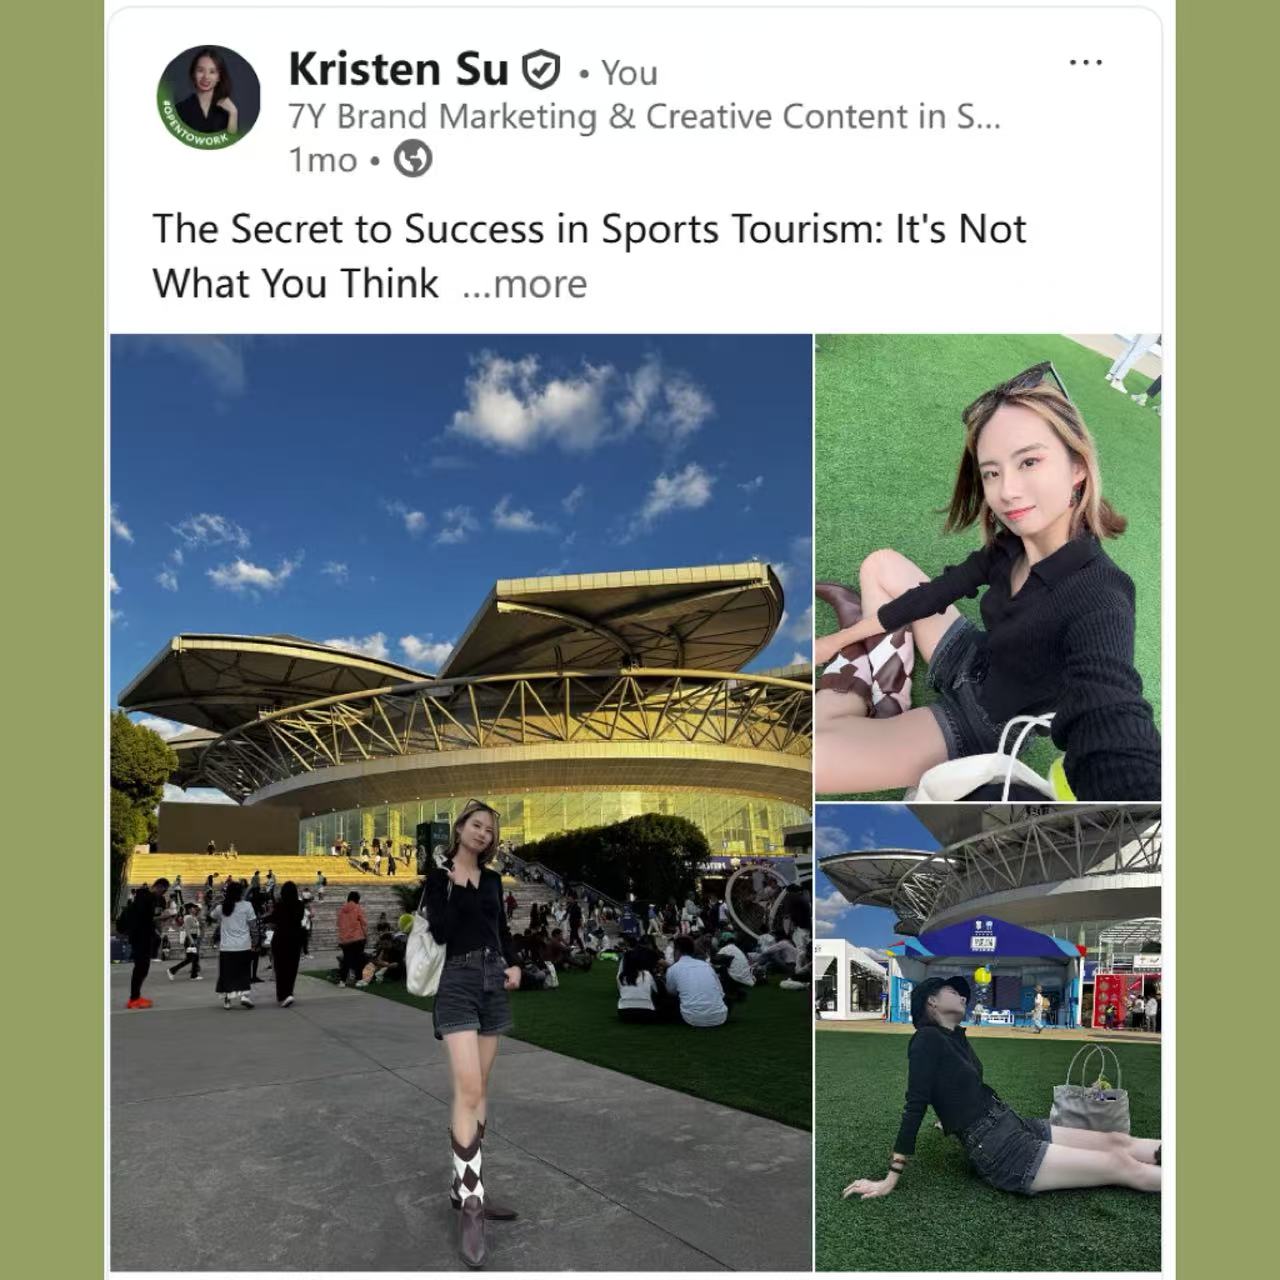 Kristen Su • You
7Y Brand Marketing & Creative Content in S...
1mo •
#OPENTOWORK
The Secret to Success in Sports Tourism: It's Not
What You Think ...more